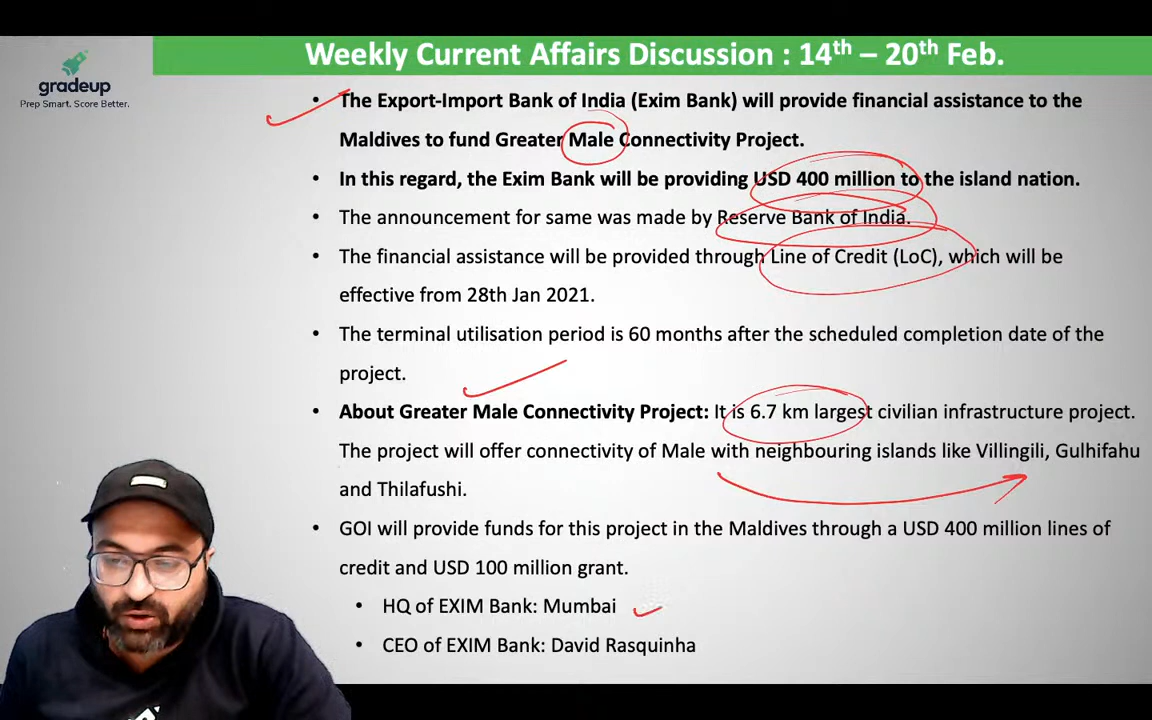 Weekly Current Affairs Discussion : 14th – 20th Feb.
gradeup
Prep Smart. Score Better.
• The Export-Import Bank of India (Exim Bank) will provide financial assistance to the
Maldives to fund Greater Male Connectivity Project.
• In this regard, the Exim Bank will be providing USD 400 million to the island nation.
• The announcement for same was made by Reserve Bank of India.
• The financial assistance will be provided through Line of Credit (LoC), which will be
effective from 28th Jan 2021.
• The terminal utilisation period is 60 months after the scheduled completion date of the
project.
• About Greater Male Connectivity Project: It is 6.7 km largest civilian infrastructure project.
The project will offer connectivity of Male with neighbouring islands like Villingili, Gulhifahu
and Thilafushi.
• GOI will provide funds for this project in the Maldives through a USD 400 million lines of
credit and USD 100 million grant.
• HQ of EXIM Bank: Mumbai
• CEO of EXIM Bank: David Rasquinha